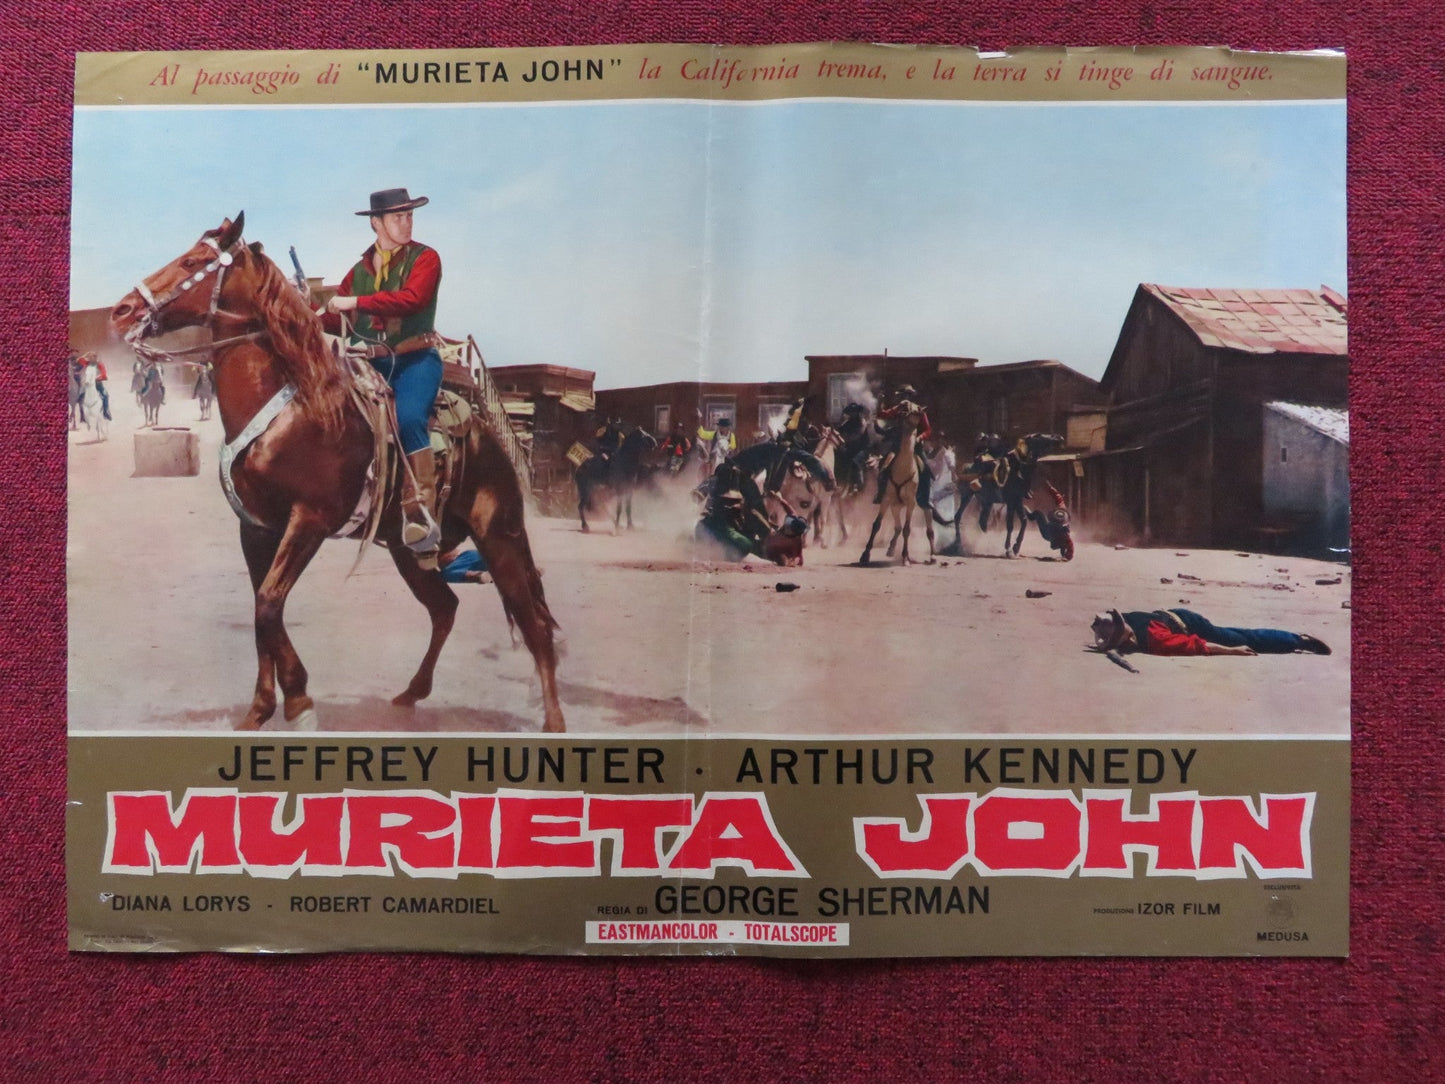 Al passaggio di "MURIETA JOHN" la California trema, e la terra si tinge di sangue.
JEFFREY HUNTER · ARTHUR KENNEDY
MURIETA JOHN
DIANA LORYS - ROBERT CAMARDIEL
REGIA DI GEORGE SHERMAN
PRODUZIONE IZOR FILM
ESCLUSIVITÀ
MEDUSA
EASTMANCOLOR - TOTALSCOPE